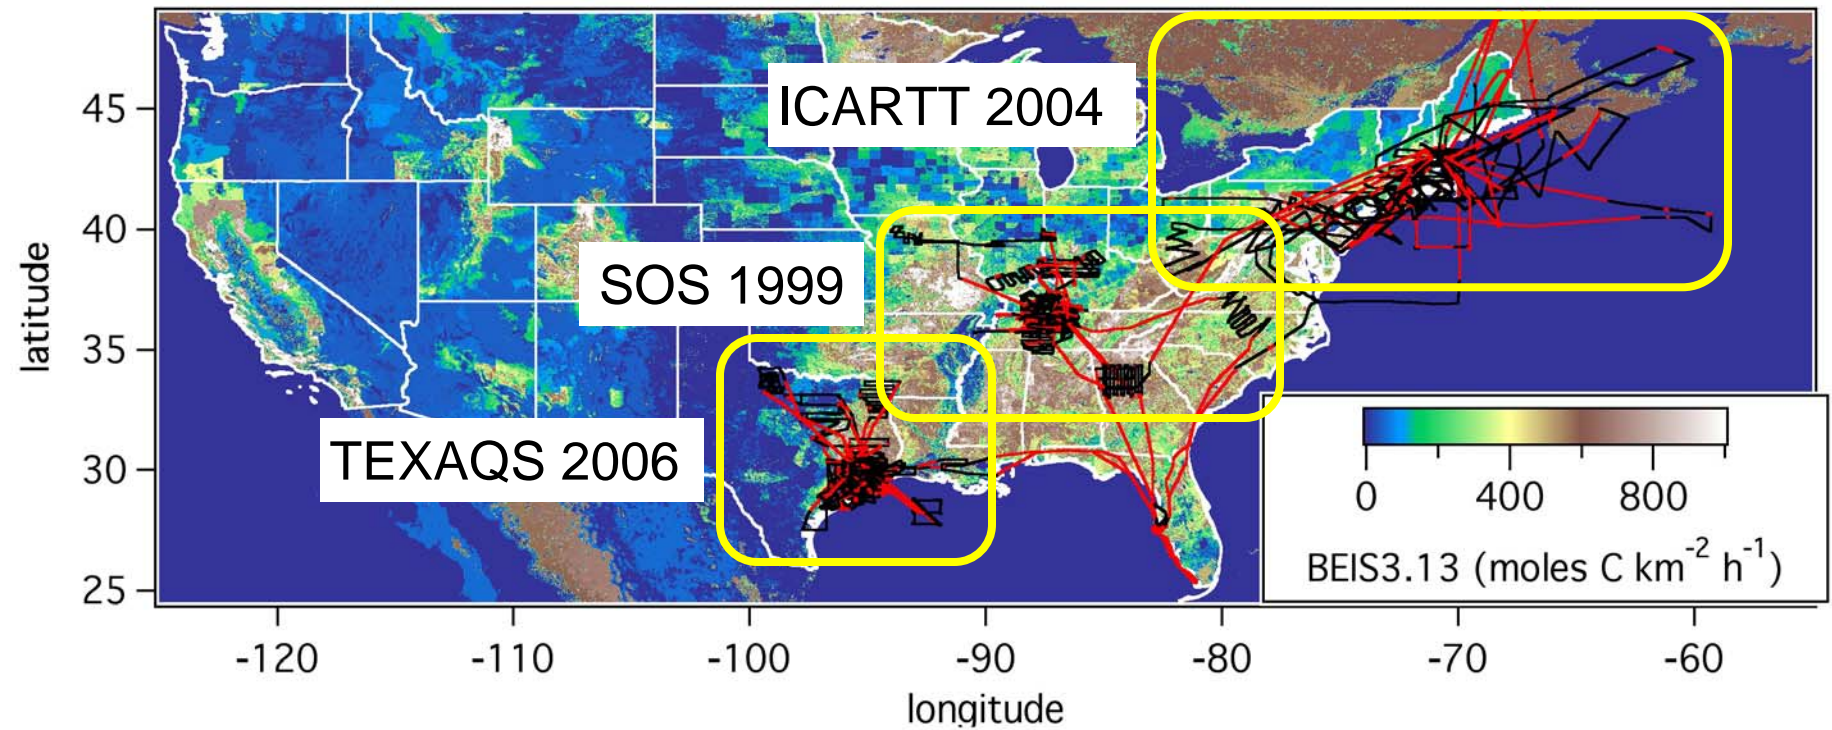 ICARTT 2004
SOS 1999
TEXAQS 2006
latitude
45
40
35
30
25
0 400 800
BEIS3.13 (moles C km⁻² h⁻¹)
-120 -110 -100 -90 -80 -70 -60
longitude